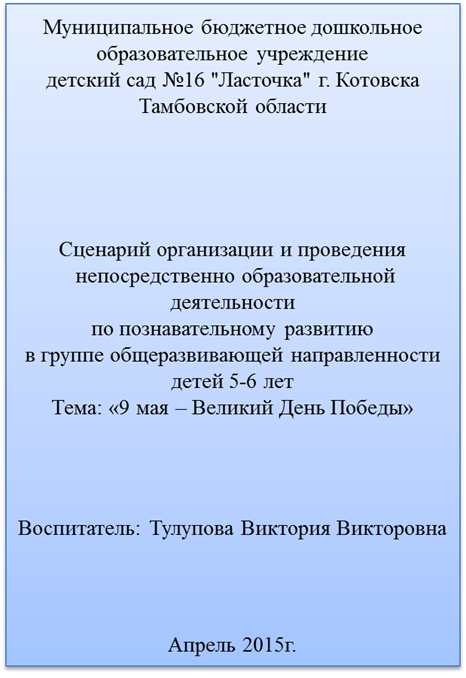 Муниципальное бюджетное дошкольное
образовательное учреждение
детский сад №16 "Ласточка" г. Котовска
Тамбовской области
Сценарий организации и проведения
непосредственно образовательной
деятельности
по познавательному развитию
в группе общеразвивающей направленности
детей 5-6 лет
Тема: «9 мая – Великий День Победы»
Воспитатель: Тулупова Виктория Викторовна
Апрель 2015г.